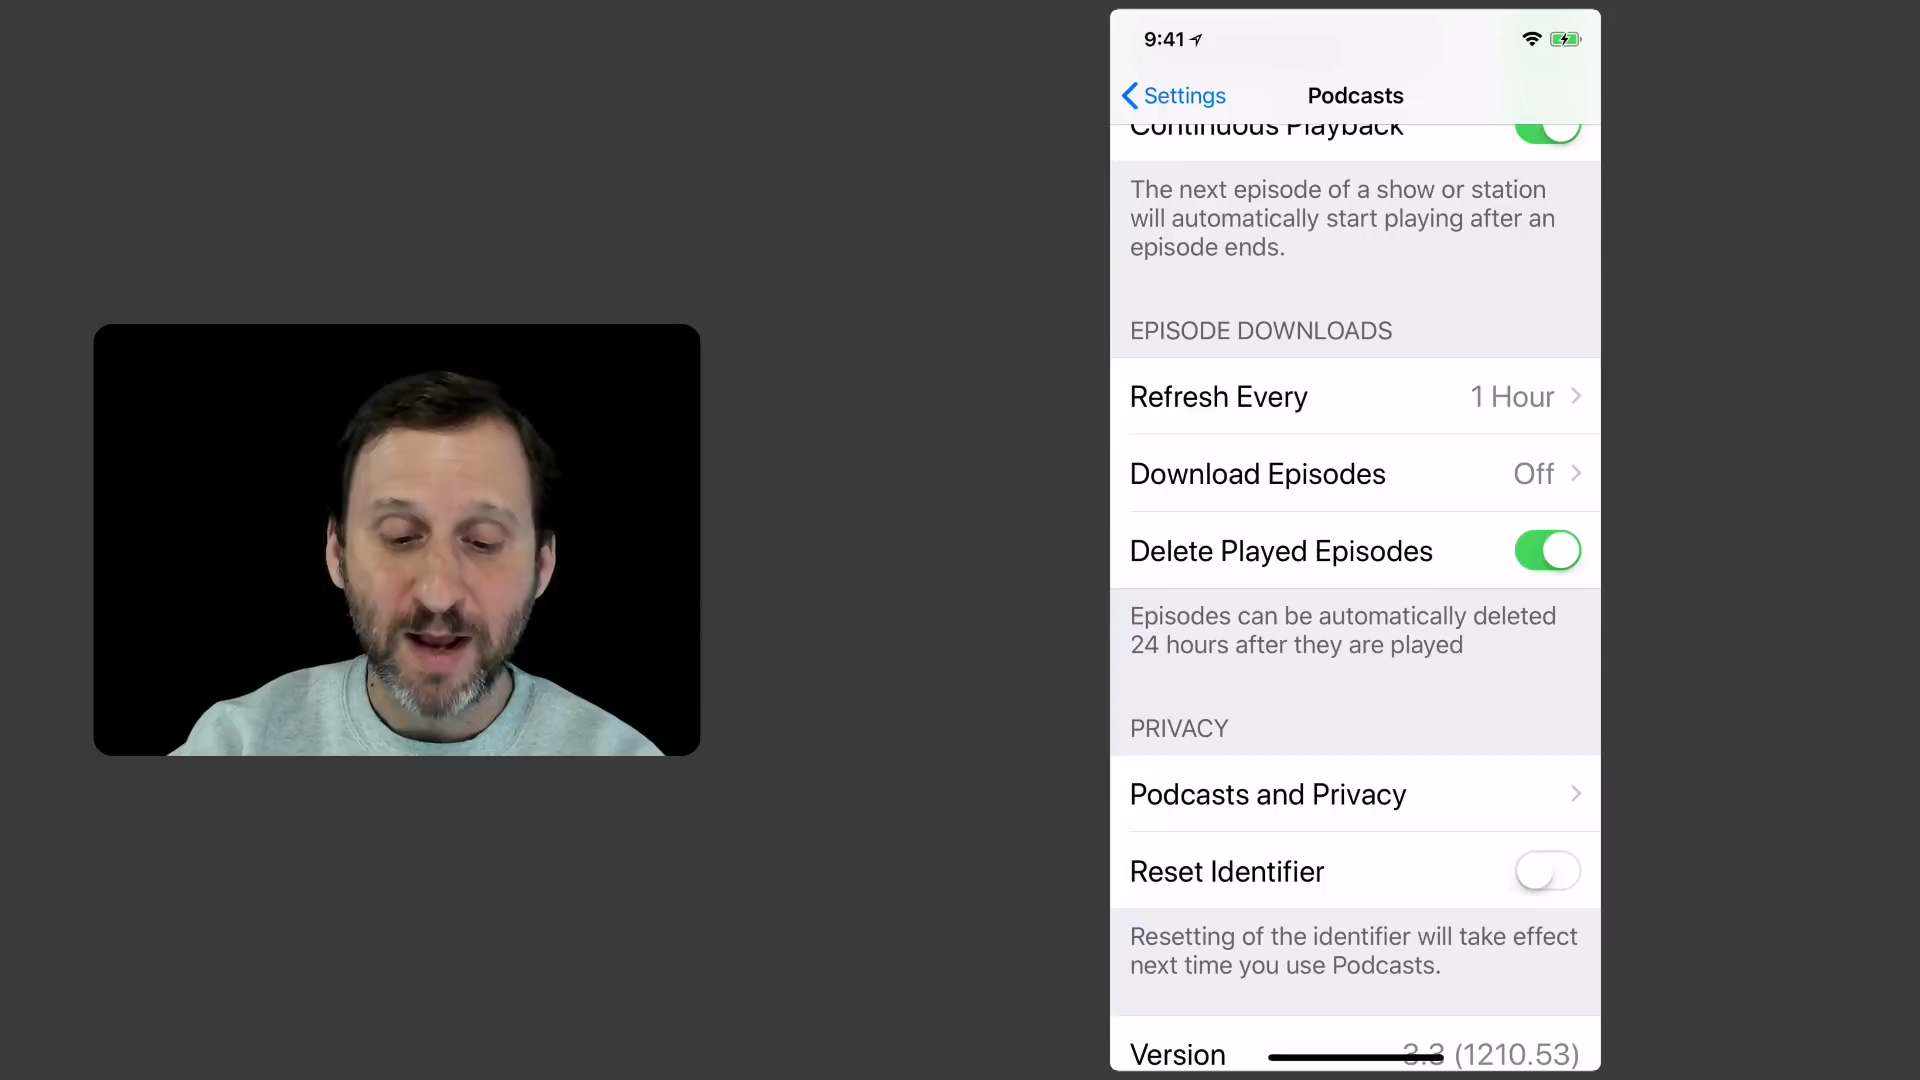 9:41
Settings
Podcasts
Continuous Playback
The next episode of a show or station
will automatically start playing after an
episode ends.
EPISODE DOWNLOADS
Refresh Every 1 Hour
Download Episodes Off
Delete Played Episodes
Episodes can be automatically deleted
24 hours after they are played
PRIVACY
Podcasts and Privacy
Reset Identifier
Resetting of the identifier will take effect
next time you use Podcasts.
Version 3.3 (1210.53)